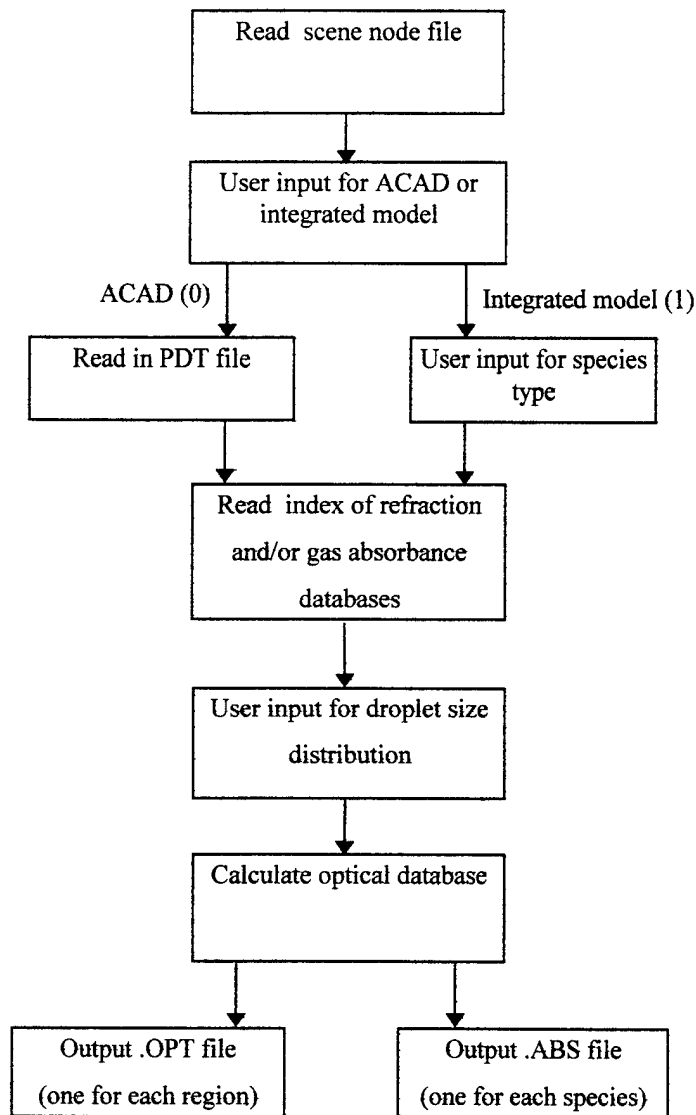 Read scene node file
User input for ACAD or
integrated model
ACAD (0)
Integrated model (1)
Read in PDT file
User input for species
type
Read index of refraction
and/or gas absorbance
databases
User input for droplet size
distribution
Calculate optical database
Output .OPT file
(one for each region)
Output .ABS file
(one for each species)